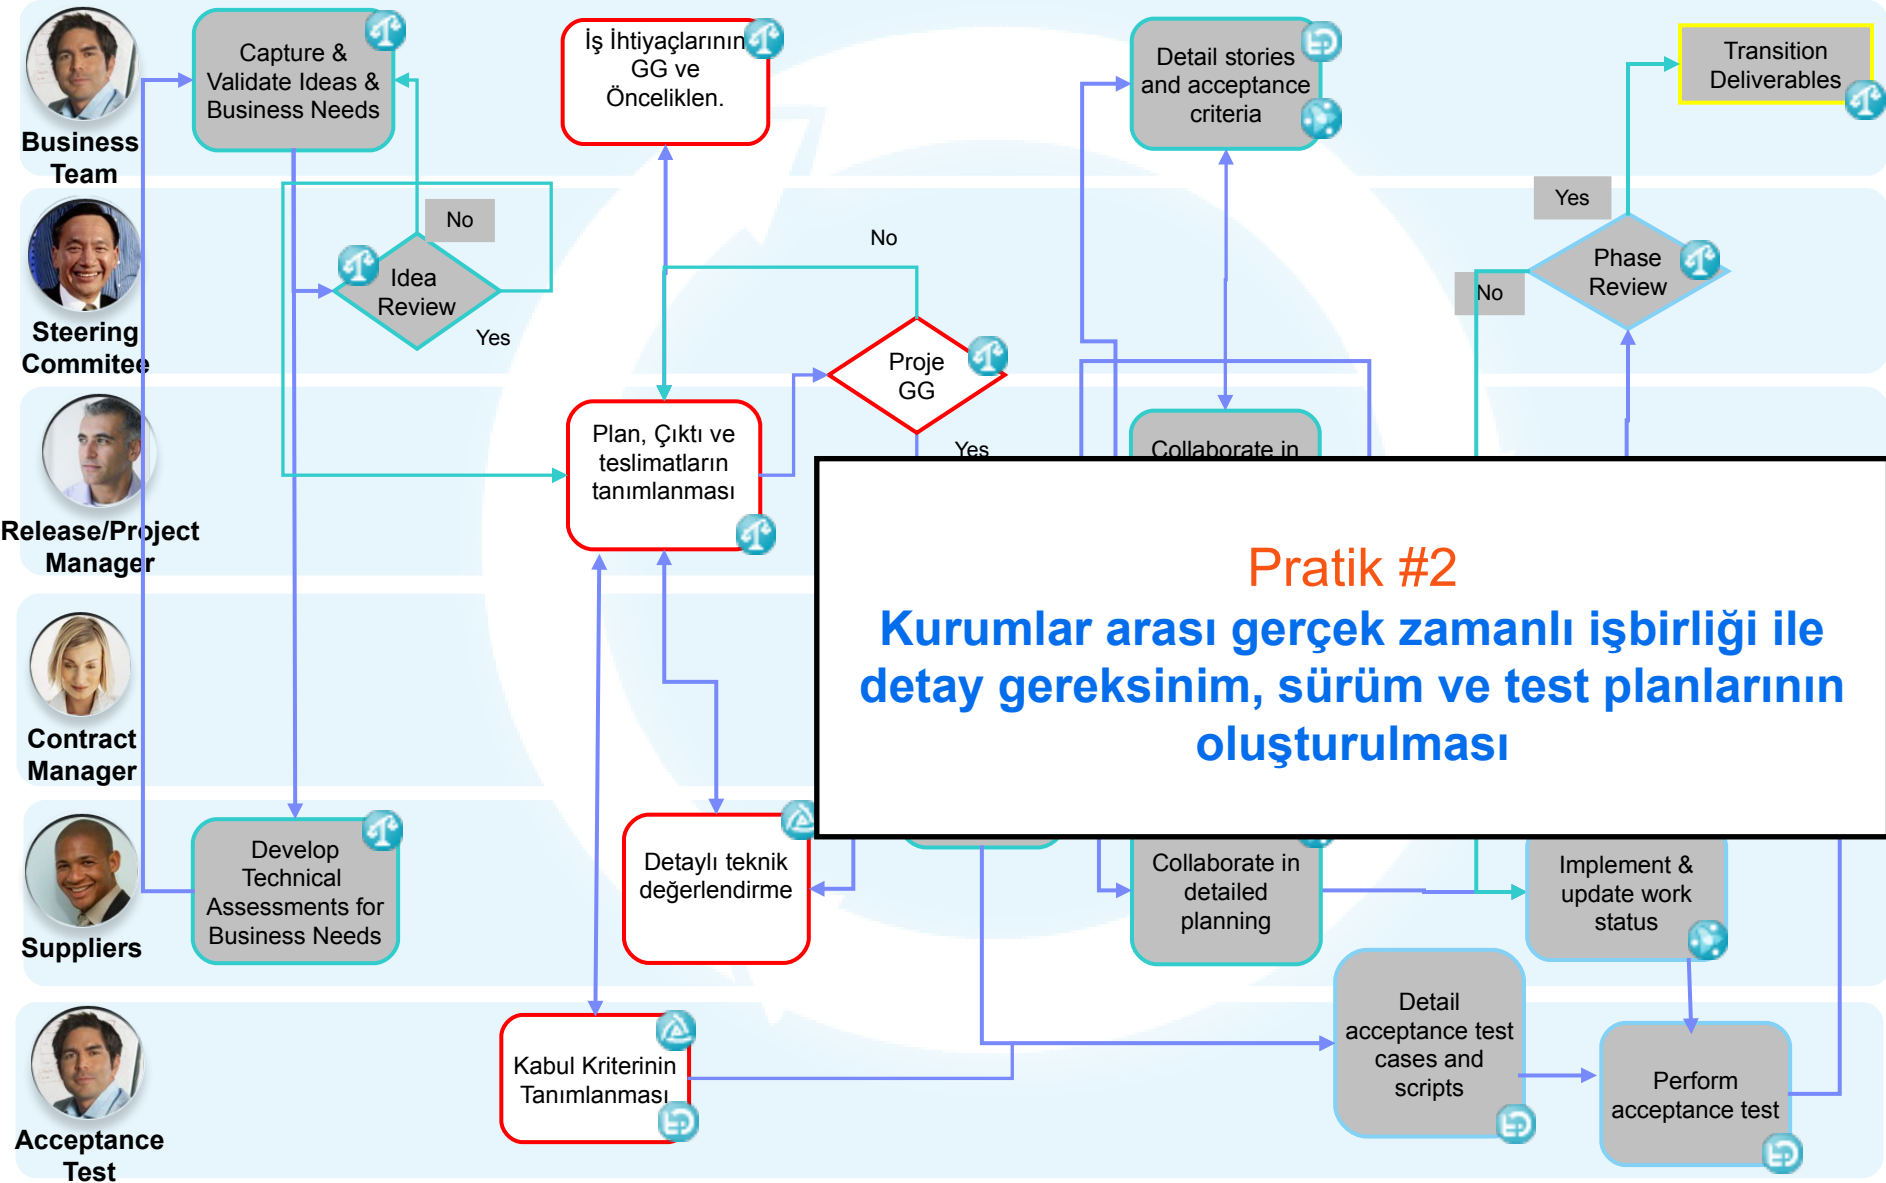 Business
Team
Capture &
Validate Ideas &
Business Needs
İş İhtiyaçlarının
GG ve
Önceliklen.
Detail stories
and acceptance
criteria
Transition
Deliverables
Steering
Commitee
No
Idea
Review
Yes
No
Proje
GG
Yes
Yes
Phase
Review
No
Release/Project
Manager
Plan, Çıktı ve
teslimatların
tanımlanması
Collaborate in
Pratik #2
Kurumlar arası gerçek zamanlı işbirliği ile
detay gereksinim, sürüm ve test planlarının
oluşturulması
Contract
Manager
Suppliers
Develop
Technical
Assessments for
Business Needs
Detaylı teknik
değerlendirme
Collaborate in
detailed
planning
Implement &
update work
status
Acceptance
Test
Kabul Kriterinin
Tanımlanması
Detail
acceptance test
cases and
scripts
Perform
acceptance test